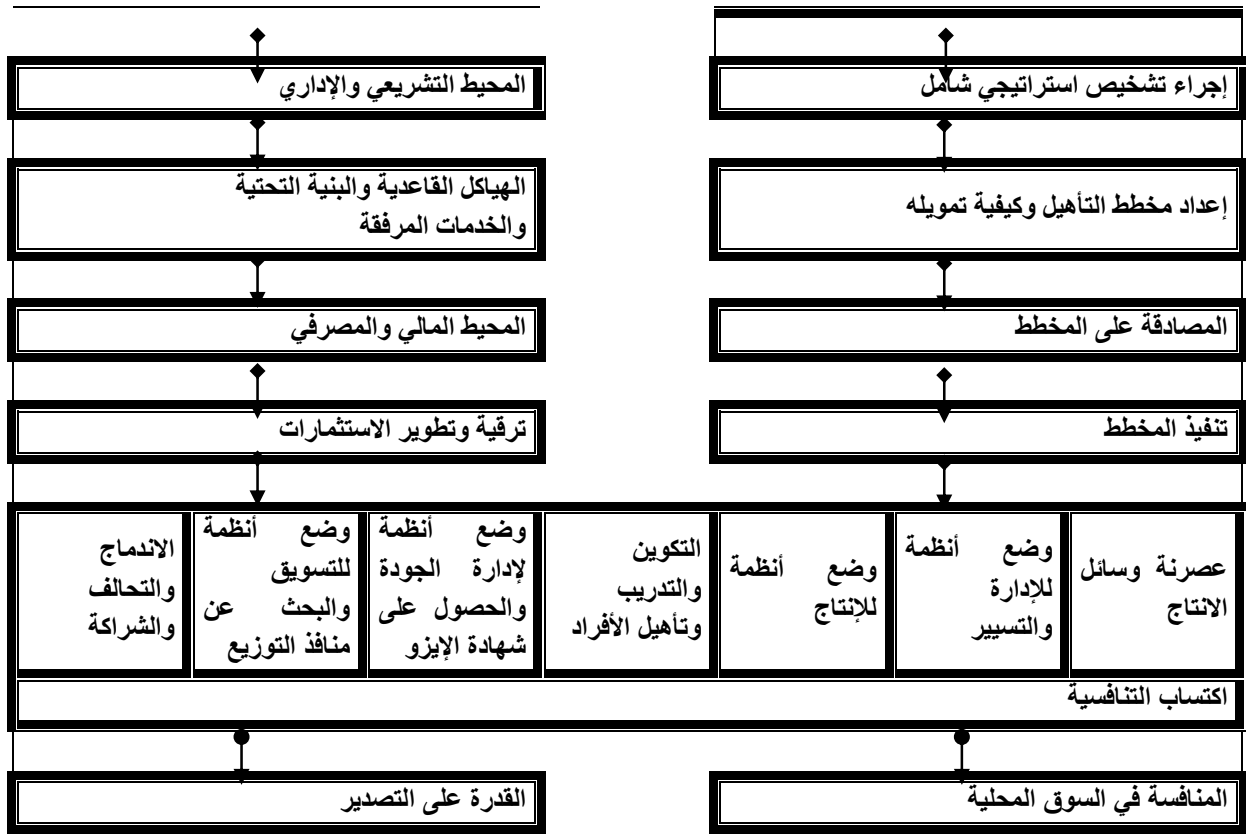 إجراء تشخيص استراتيجي شامل
المحيط التشريعي والإداري
إعداد مخطط التأهيل وكيفية تمويله
الهياكل القاعدية والبنية التحتية
والخدمات المرفقة
المصادقة على المخطط
المحيط المالي والمصرفي
تنفيذ المخطط
ترقية وتطوير الاستثمارات
عصرنة وسائل
الانتاج
وضع أنظمة
للإدارة
والتسيير
وضع أنظمة
للإنتاج
التكوين
والتدريب
وتأهيل الأفراد
وضع أنظمة
لإدارة الجودة
والحصول على
شهادة الإيزو
وضع أنظمة
للتسويق
والبحث عن
منافذ التوزيع
الاندماج
والتحالف
والشراكة
اكتساب التنافسية
المنافسة في السوق المحلية
القدرة على التصدير